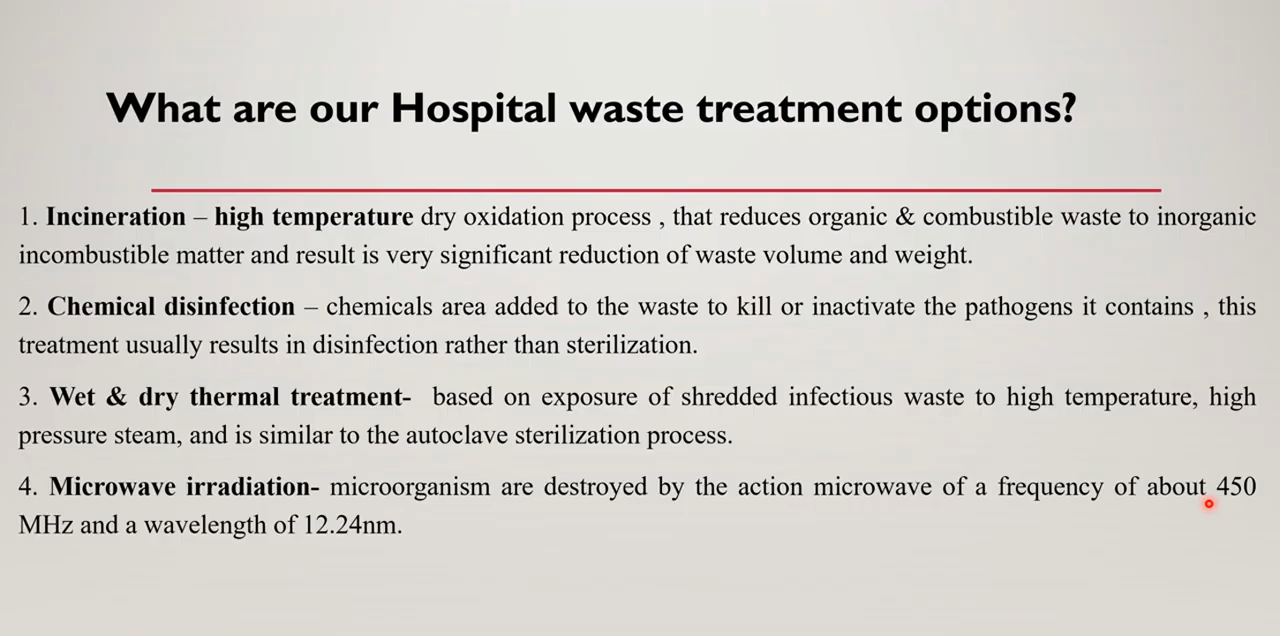 What are our Hospital waste treatment options?
1. Incineration – high temperature dry oxidation process , that reduces organic & combustible waste to inorganic
incombustible matter and result is very significant reduction of waste volume and weight.
2. Chemical disinfection – chemicals area added to the waste to kill or inactivate the pathogens it contains , this
treatment usually results in disinfection rather than sterilization.
3. Wet & dry thermal treatment- based on exposure of shredded infectious waste to high temperature, high
pressure steam, and is similar to the autoclave sterilization process.
4. Microwave irradiation- microorganism are destroyed by the action microwave of a frequency of about 450
MHz and a wavelength of 12.24nm.